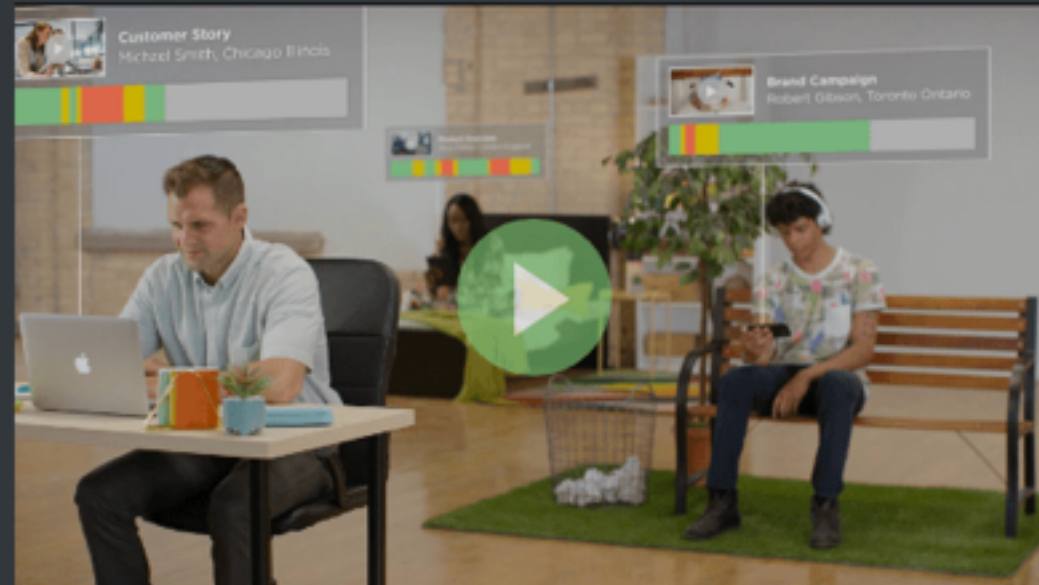 Customer Story
Michael Smith, Chicago Illinois
Brand Campaign
Robert Gibson, Toronto Ontario